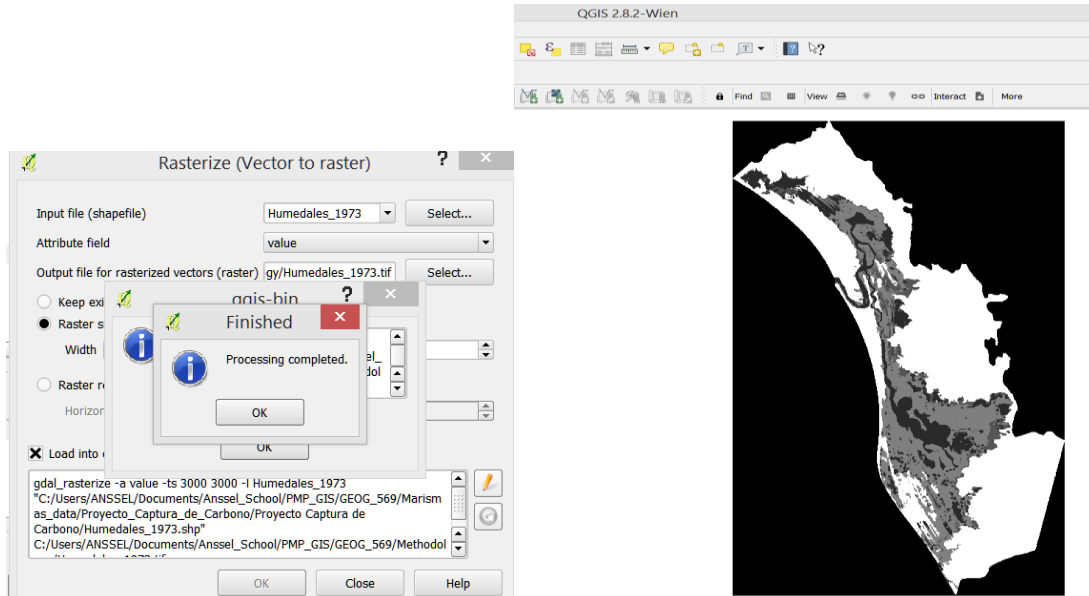 QGIS 2.8.2-Wien
Find View Interact More
Rasterize (Vector to raster) ?
Input file (shapefile) Humedales_1973 Select...
Attribute field value
Output file for rasterized vectors (raster) gy/Humedales_1973.tif Select...
Keep exi
Raster s
Width
Raster re
Horizon
Load into
qgis-bin ?
Finished
Processing completed.
OK
el_
dol
OK
gdal_rasterize -a value -ts 3000 3000 -l Humedales_1973
"C:/Users/ANSSEL/Documents/Anssel_School/PMP_GIS/GEOG_569/Marism
as_data/Proyecto_Captura_de_Carbono/Proyecto Captura de
Carbono/Humedales_1973.shp"
C:/Users/ANSSEL/Documents/Anssel_School/PMP_GIS/GEOG_569/Methodol
OK Close Help